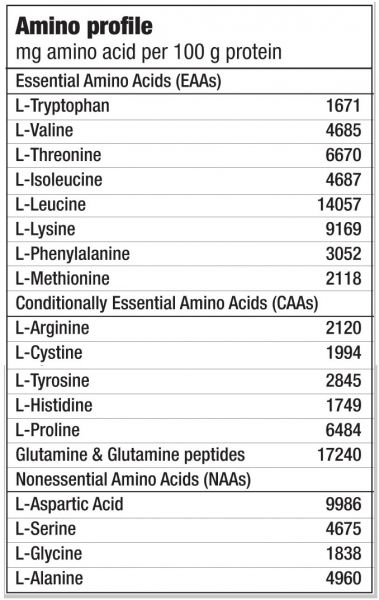 Amino profile
mg amino acid per 100 g protein
Essential Amino Acids (EAAs)
L-Tryptophan 1671
L-Valine 4685
L-Threonine 6670
L-Isoleucine 4687
L-Leucine 14057
L-Lysine 9169
L-Phenylalanine 3052
L-Methionine 2118
Conditionally Essential Amino Acids (CAAs)
L-Arginine 2120
L-Cystine 1994
L-Tyrosine 2845
L-Histidine 1749
L-Proline 6484
Glutamine & Glutamine peptides 17240
Nonessential Amino Acids (NAAs)
L-Aspartic Acid 9986
L-Serine 4675
L-Glycine 1838
L-Alanine 4960